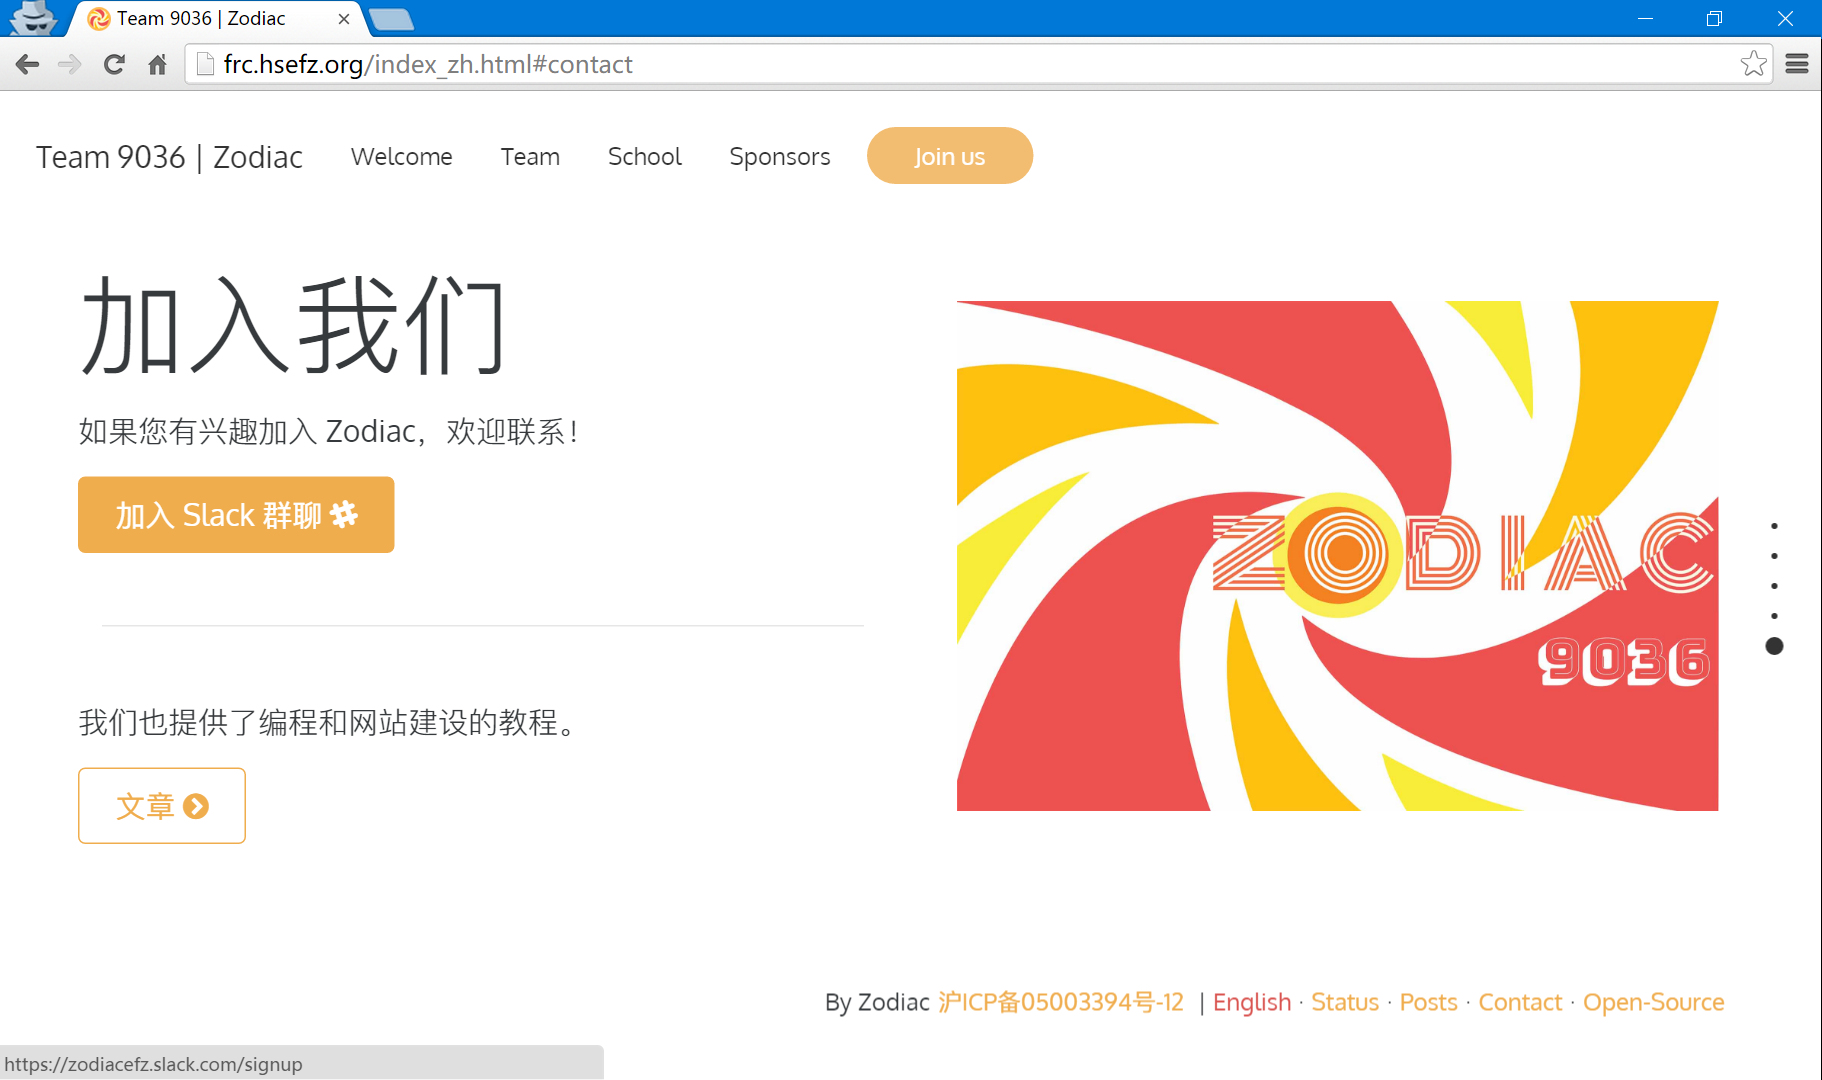 Team 9036 | Zodiac
frc.hsefz.org/index_zh.html#contact
Team 9036 | Zodiac
Welcome
Team
School
Sponsors
Join us
加入我们
如果您有兴趣加入 Zodiac，欢迎联系！
加入 Slack 群聊
我们也提供了编程和网站建设的教程。
文章
ZODIAC
9036
By Zodiac 沪ICP备05003394号-12 | English · Status · Posts · Contact · Open-Source
https://zodiacefz.slack.com/signup